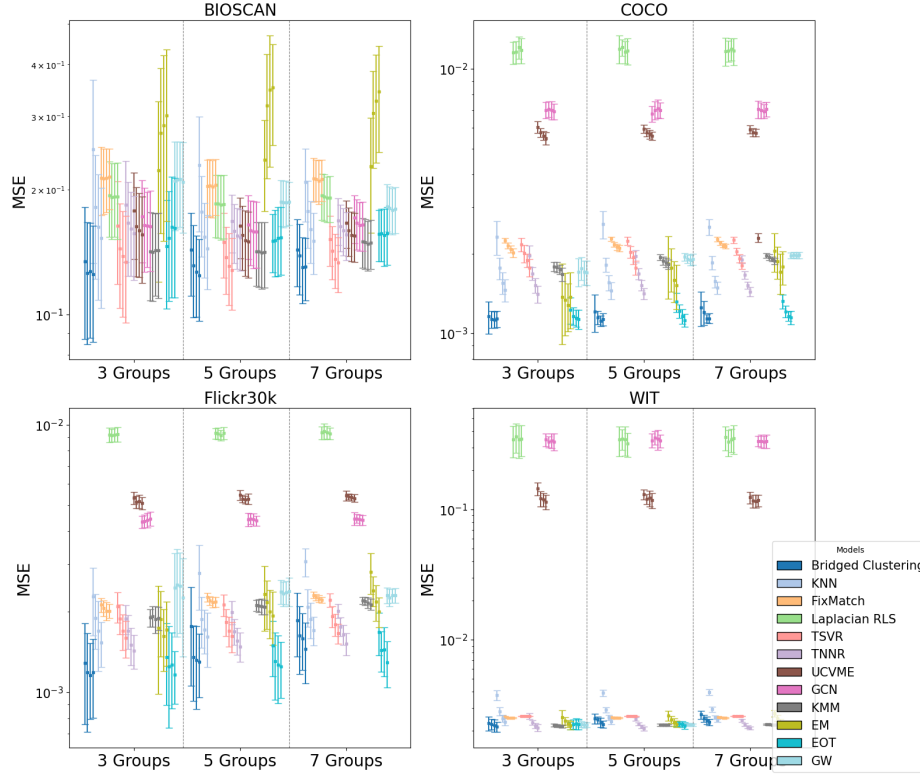 BIOSCAN
MSE
4×10⁻¹
3×10⁻¹
2×10⁻¹
10⁻¹
3 Groups
5 Groups
7 Groups
COCO
MSE
10⁻²
10⁻³
3 Groups
5 Groups
7 Groups
Flickr30k
MSE
10⁻²
10⁻³
3 Groups
5 Groups
7 Groups
WIT
MSE
10⁻¹
10⁻²
3 Groups
5 Groups
7 Groups
Models
Bridged Clustering
KNN
FixMatch
Laplacian RLS
TSVR
TNNR
UCVME
GCN
KMM
EM
EOT
GW